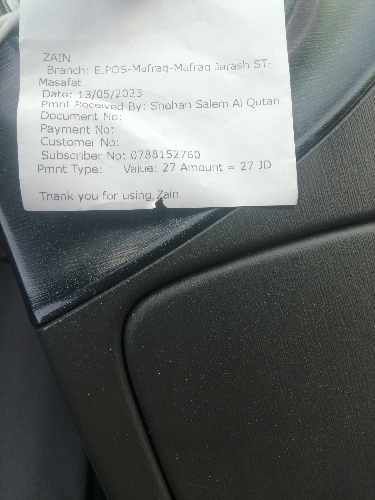 ZAIN
Branch: E.POS-Mafraq-Mafraq Jarash ST-
Masafat
Date: 13/05/2023
Pmnt Received By: Shehan Salem Al Qutan
Document No:
Payment No:
Customer No:
Subscriber No: 0788152760
Pmnt Type: Value: 27 Amount = 27 JD
Thank you for using Zain